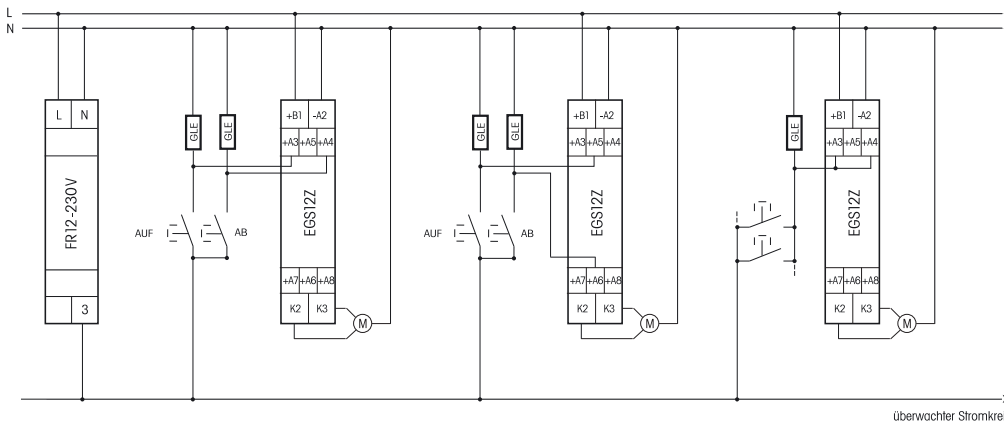 L
N
L N
FR12-230V
3
GLE
GLE
AUF
AB
+B1 -A2
+A3 +A5 +A4
EGS12Z
+A7 +A6 +A8
K2 K3
M
GLE
GLE
AUF
AB
+B1 -A2
+A3 +A5 +A4
EGS12Z
+A7 +A6 +A8
K2 K3
M
GLE
+B1 -A2
+A3 +A5 +A4
EGS12Z
+A7 +A6 +A8
K2 K3
M
überwachter Stromkrei